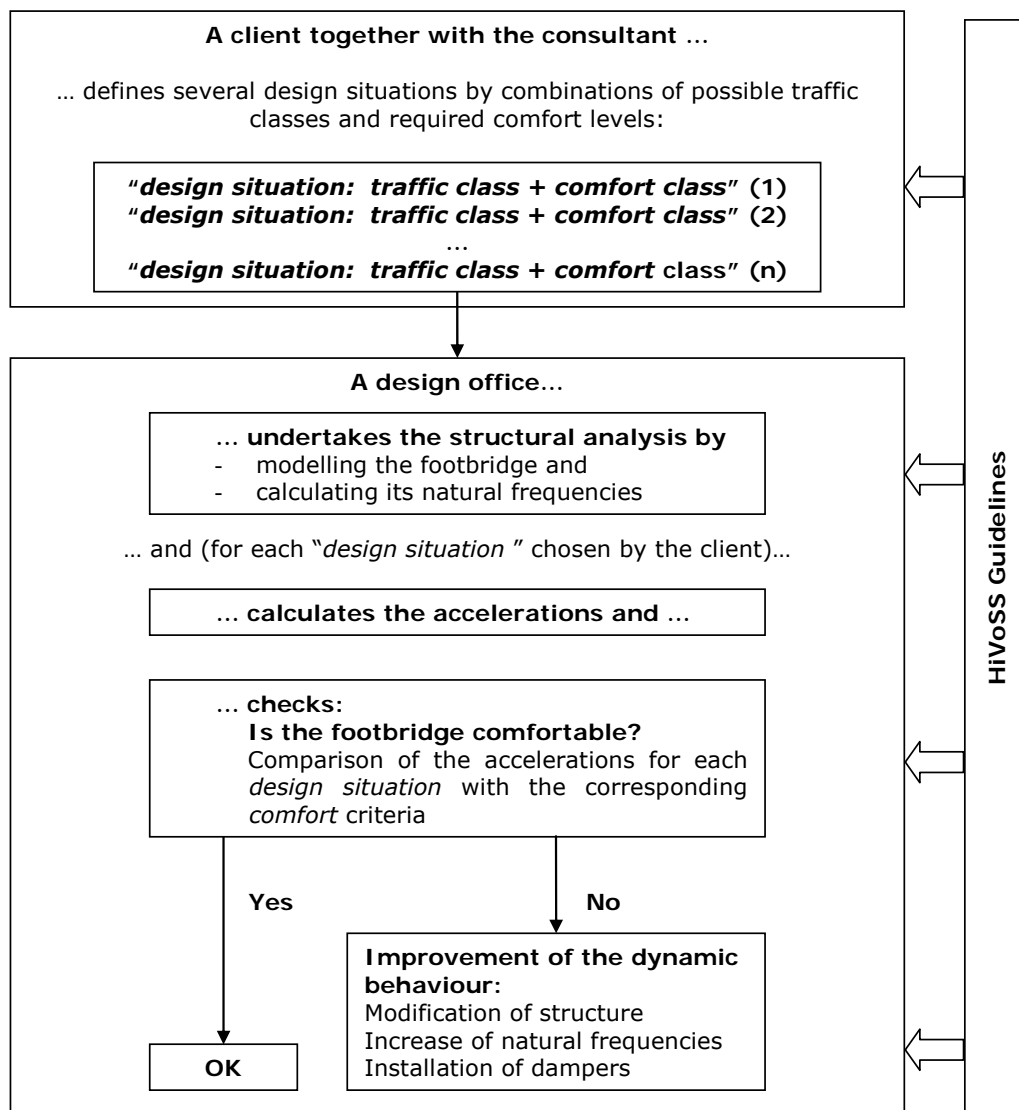 A client together with the consultant …
… defines several design situations by combinations of possible traffic
classes and required comfort levels:
“design situation: traffic class + comfort class” (1)
“design situation: traffic class + comfort class” (2)
…
“design situation: traffic class + comfort class” (n)
A design office…
… undertakes the structural analysis by
- modelling the footbridge and
- calculating its natural frequencies
… and (for each “design situation ” chosen by the client)…
… calculates the accelerations and …
… checks:
Is the footbridge comfortable?
Comparison of the accelerations for each
design situation with the corresponding
comfort criteria
Yes
No
Improvement of the dynamic
behaviour:
Modification of structure
Increase of natural frequencies
Installation of dampers
OK
HiVoSS Guidelines